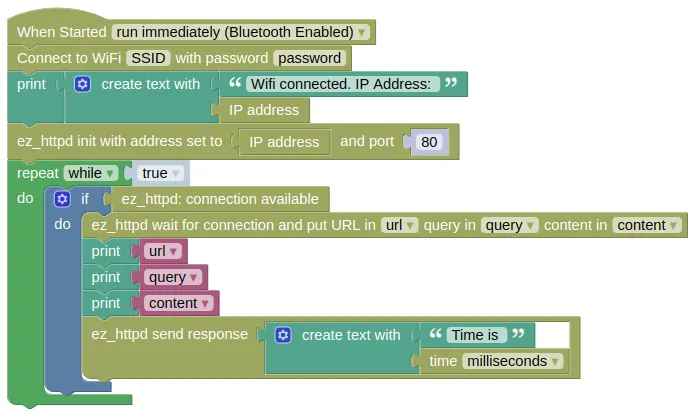 When Started run immediately (Bluetooth Enabled) ▾
Connect to WiFi SSID with password password
print create text with “ Wifi connected. IP Address: ”
IP address
ez_httpd init with address set to IP address and port 80
repeat while ▾ true ▾
do if ez_httpd: connection available
do ez_httpd wait for connection and put URL in url ▾ query in query ▾ content in content ▾
print url ▾
print query ▾
print content ▾
ez_httpd send response create text with “ Time is ”
time milliseconds ▾